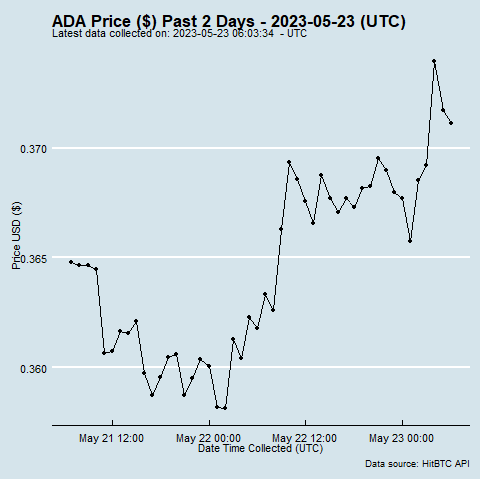 ADA Price ($) Past 2 Days - 2023-05-23 (UTC)
Latest data collected on: 2023-05-23 06:03:34 - UTC
0.370
0.365
0.360
Price USD ($)
May 21 12:00
May 22 00:00
May 22 12:00
May 23 00:00
Date Time Collected (UTC)
Data source: HitBTC API